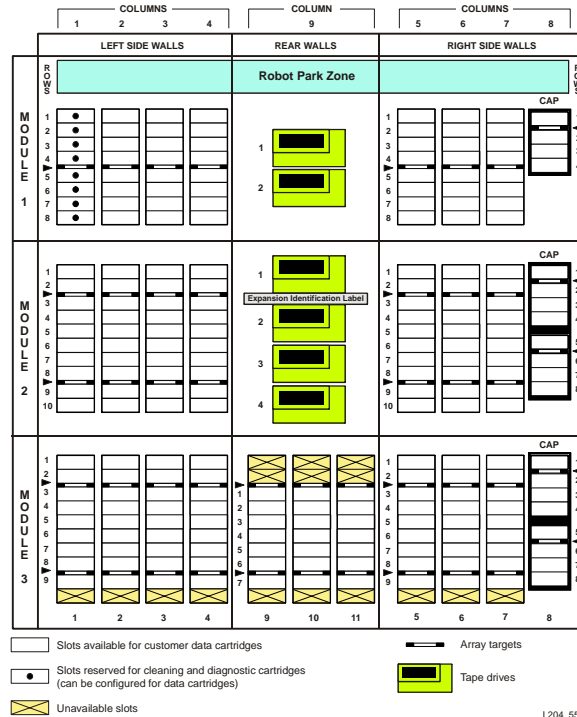 COLUMNS COLUMN COLUMNS
1 2 3 4 9 5 6 7 8
LEFT SIDE WALLS REAR WALLS RIGHT SIDE WALLS
ROWS
Robot Park Zone
CAP
MODULE 1
1 2 3 4 5 6 7 8
1
2
1 2 3 4 5 6 7 8
MODULE 2
CAP
1 2 3 4 5 6 7 8 9 10
1
Expansion Identification Label
2
3
4
1 2 3 4 5 6 7 8 9 10
MODULE 3
CAP
1 2 3 4 5 6 7 8 9
1 2 3 4 5 6 7
1 2 3 4 5 6 7 8 9
1 2 3 4 9 10 11 5 6 7 8
Slots available for customer data cartridges
Array targets
Slots reserved for cleaning and diagnostic cartridges
(can be configured for data cartridges)
Tape drives
Unavailable slots